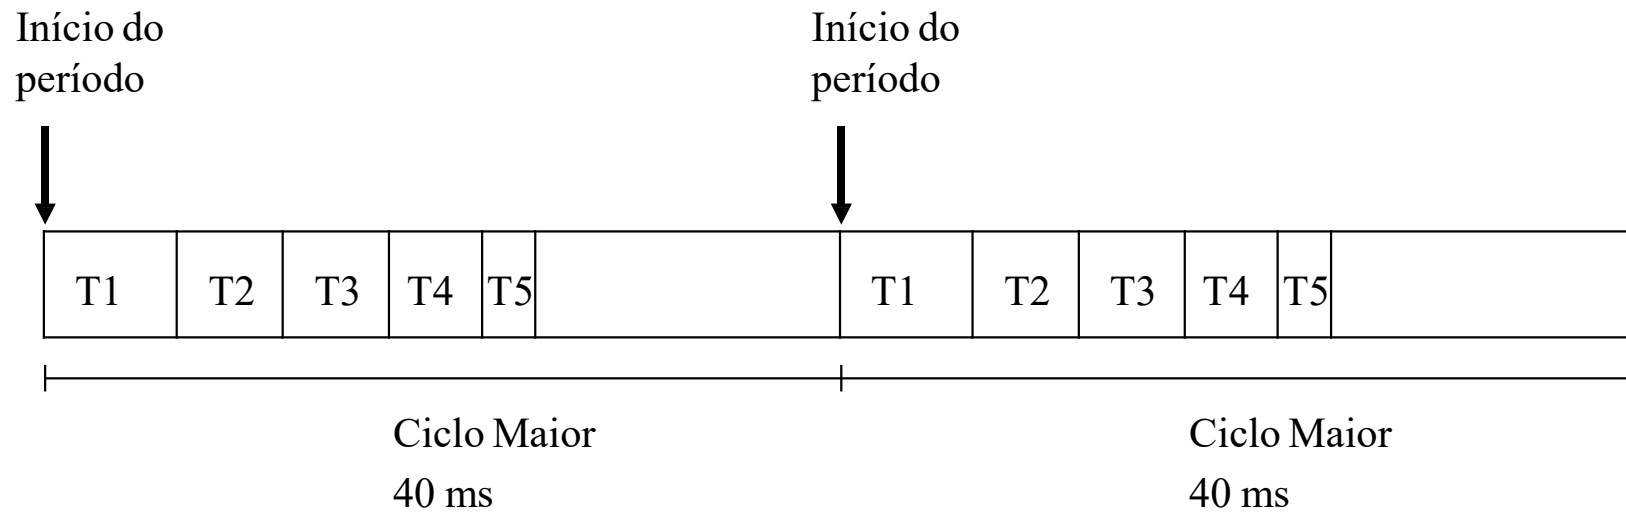 Início do
período
Início do
período
T1 T2 T3 T4 T5 T1 T2 T3 T4 T5
Ciclo Maior
40 ms
Ciclo Maior
40 ms